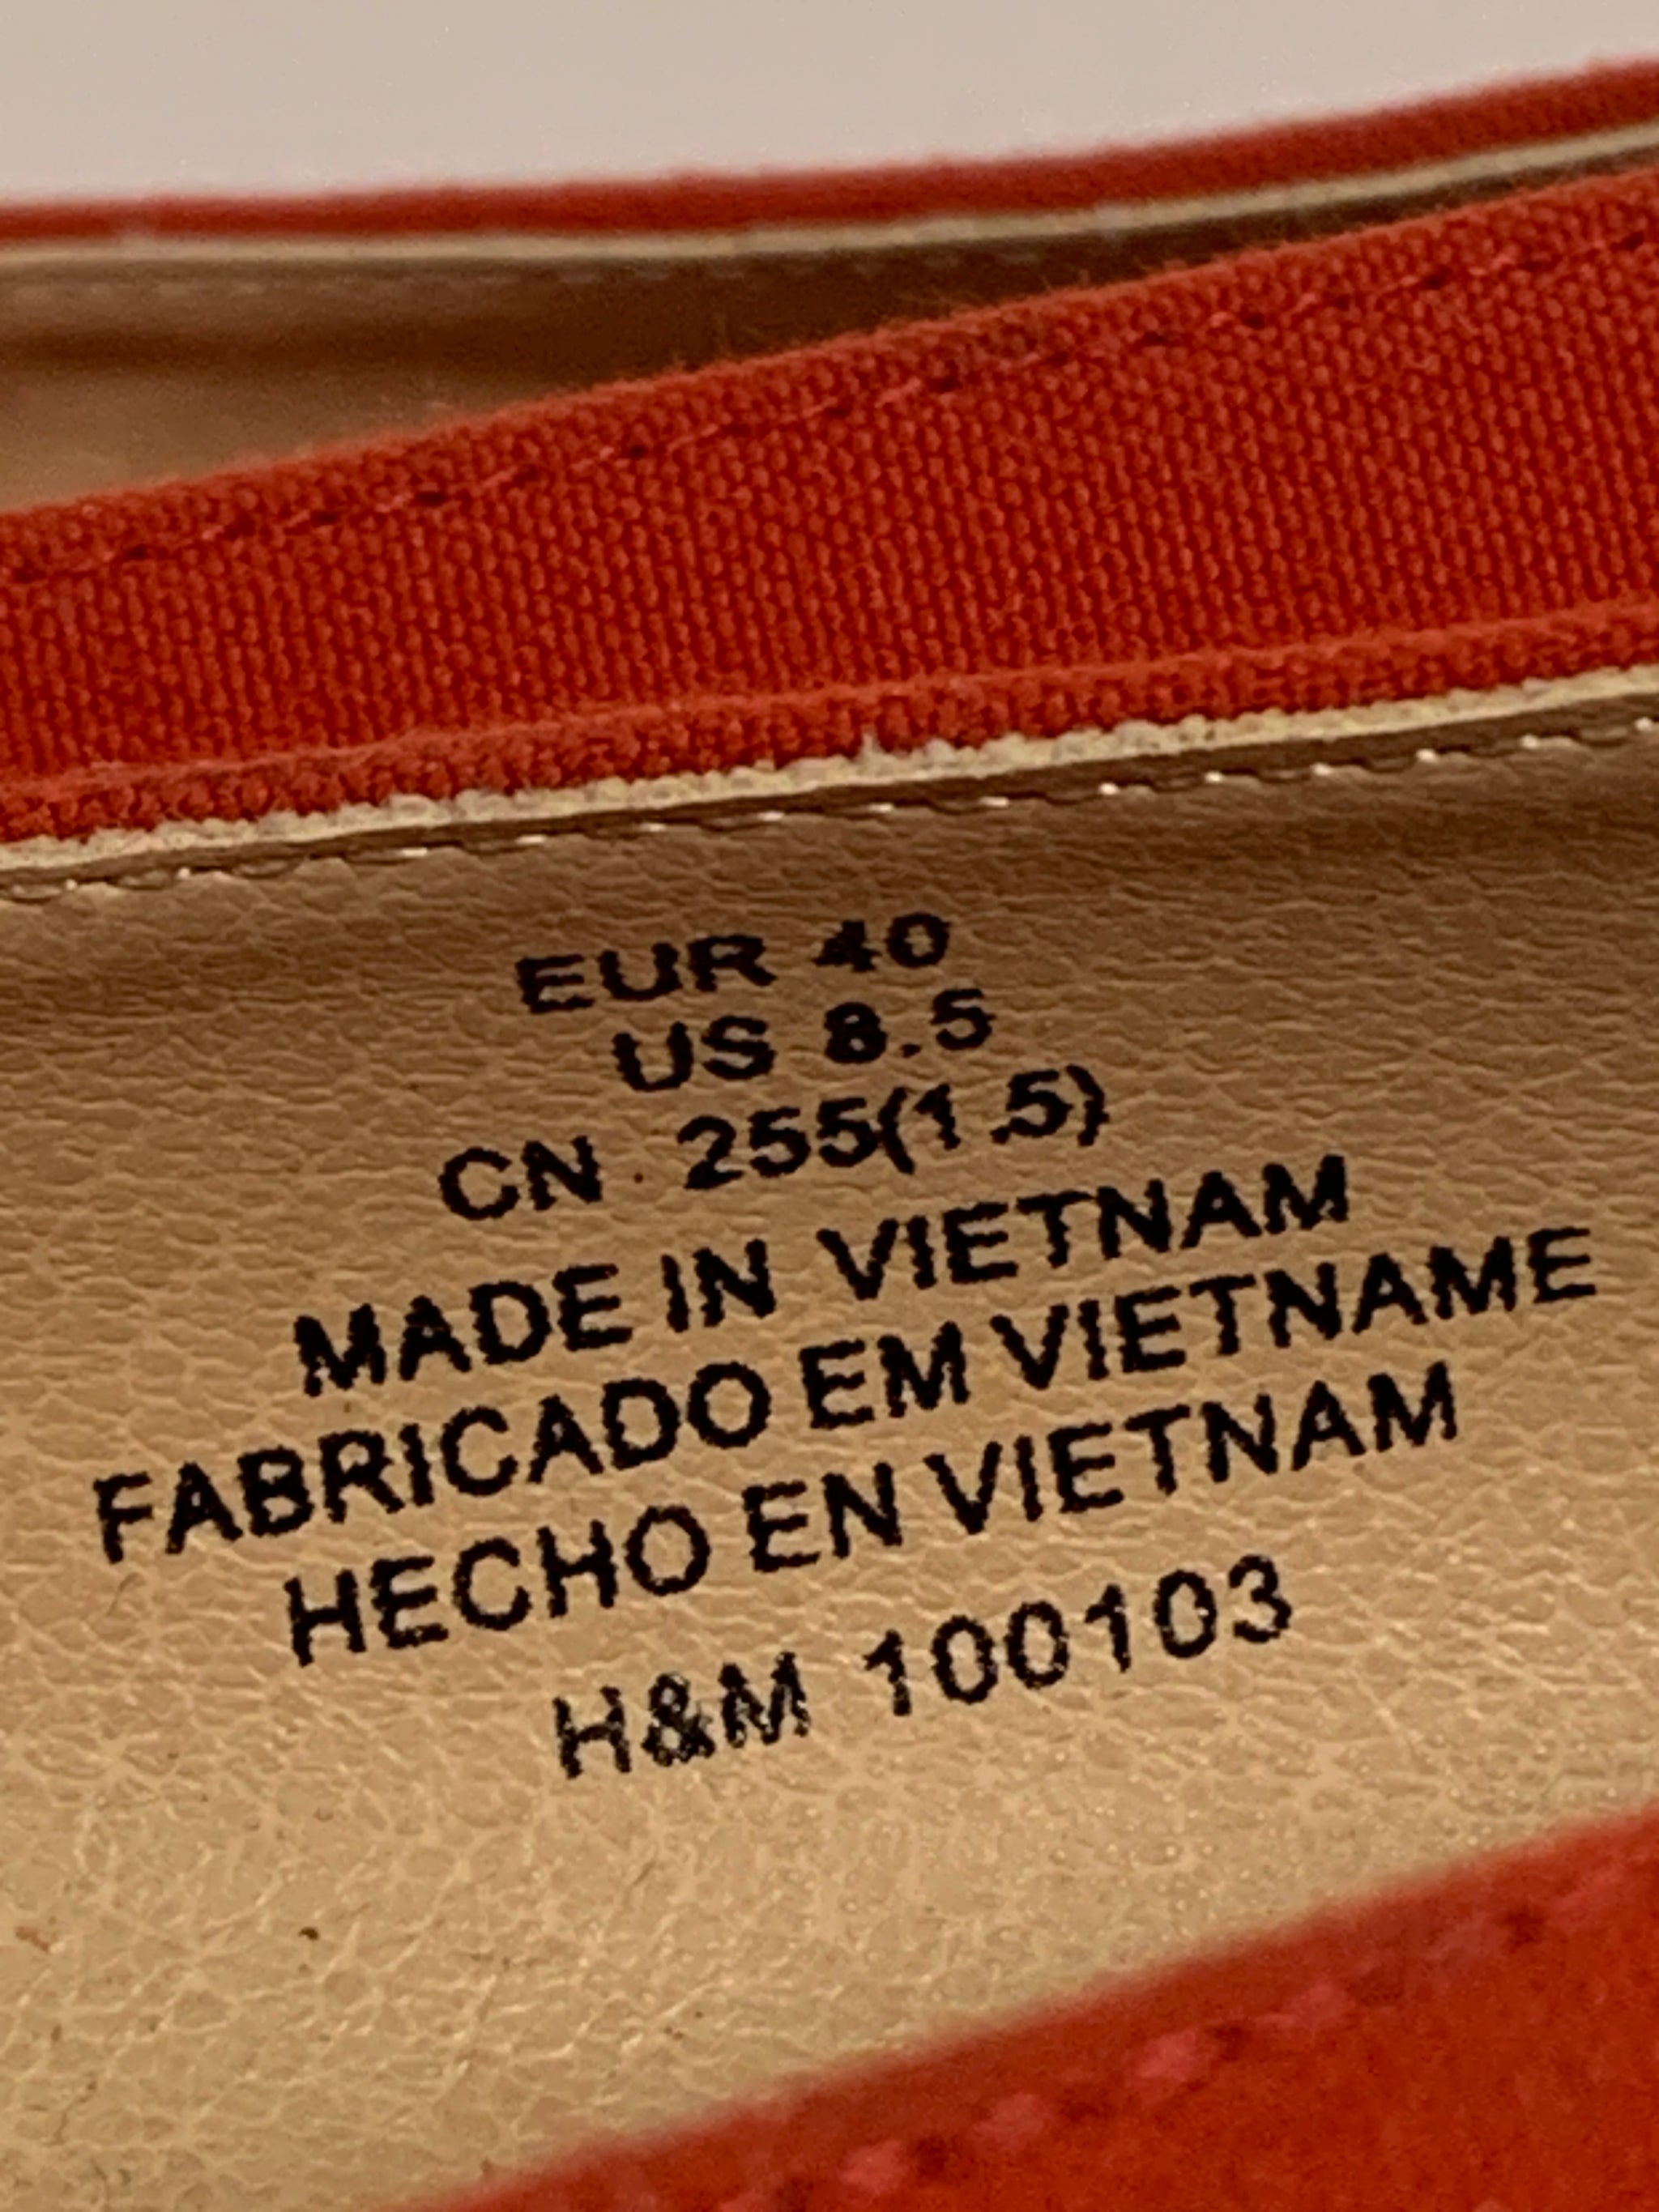 EUR 40
US 8.5
CN 255(1.5)
MADE IN VIETNAM
FABRICADO EM VIETNAME
HECHO EN VIETNAM
H&M 100103